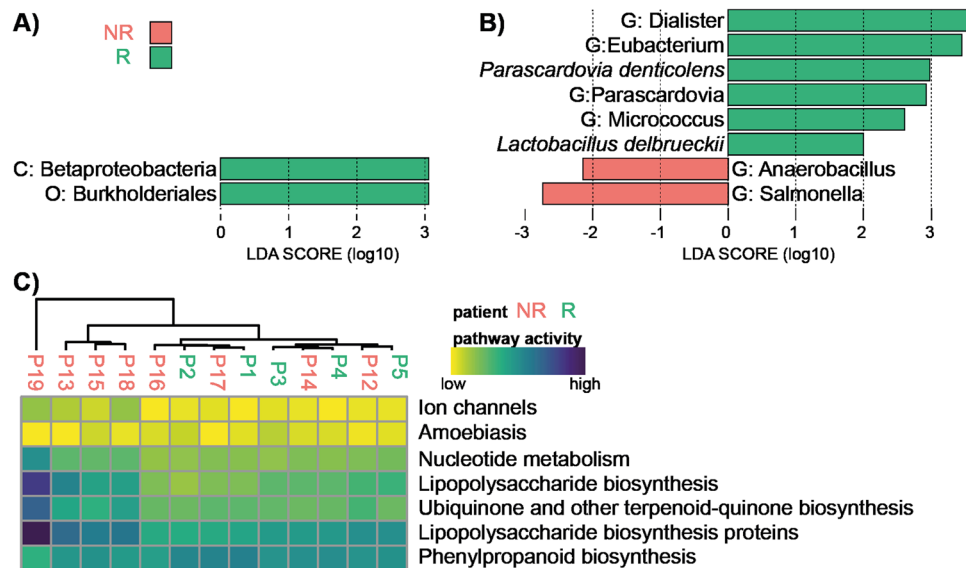 A)
NR
R
C: Betaproteobacteria
O: Burkholderiales
0 1 2 3
LDA SCORE (log10)
B)
G: Dialister
G:Eubacterium
Parascardovia denticolens
G:Parascardovia
G: Micrococcus
Lactobacillus delbrueckii
G: Anaerobacillus
G: Salmonella
-3 -2 -1 0 1 2 3
LDA SCORE (log10)
C)
patient NR R
pathway activity
low high
P19 P13 P15 P18 P16 P2 P17 P1 P3 P14 P4 P12 P5
Ion channels
Amoebiasis
Nucleotide metabolism
Lipopolysaccharide biosynthesis
Ubiquinone and other terpenoid-quinone biosynthesis
Lipopolysaccharide biosynthesis proteins
Phenylpropanoid biosynthesis